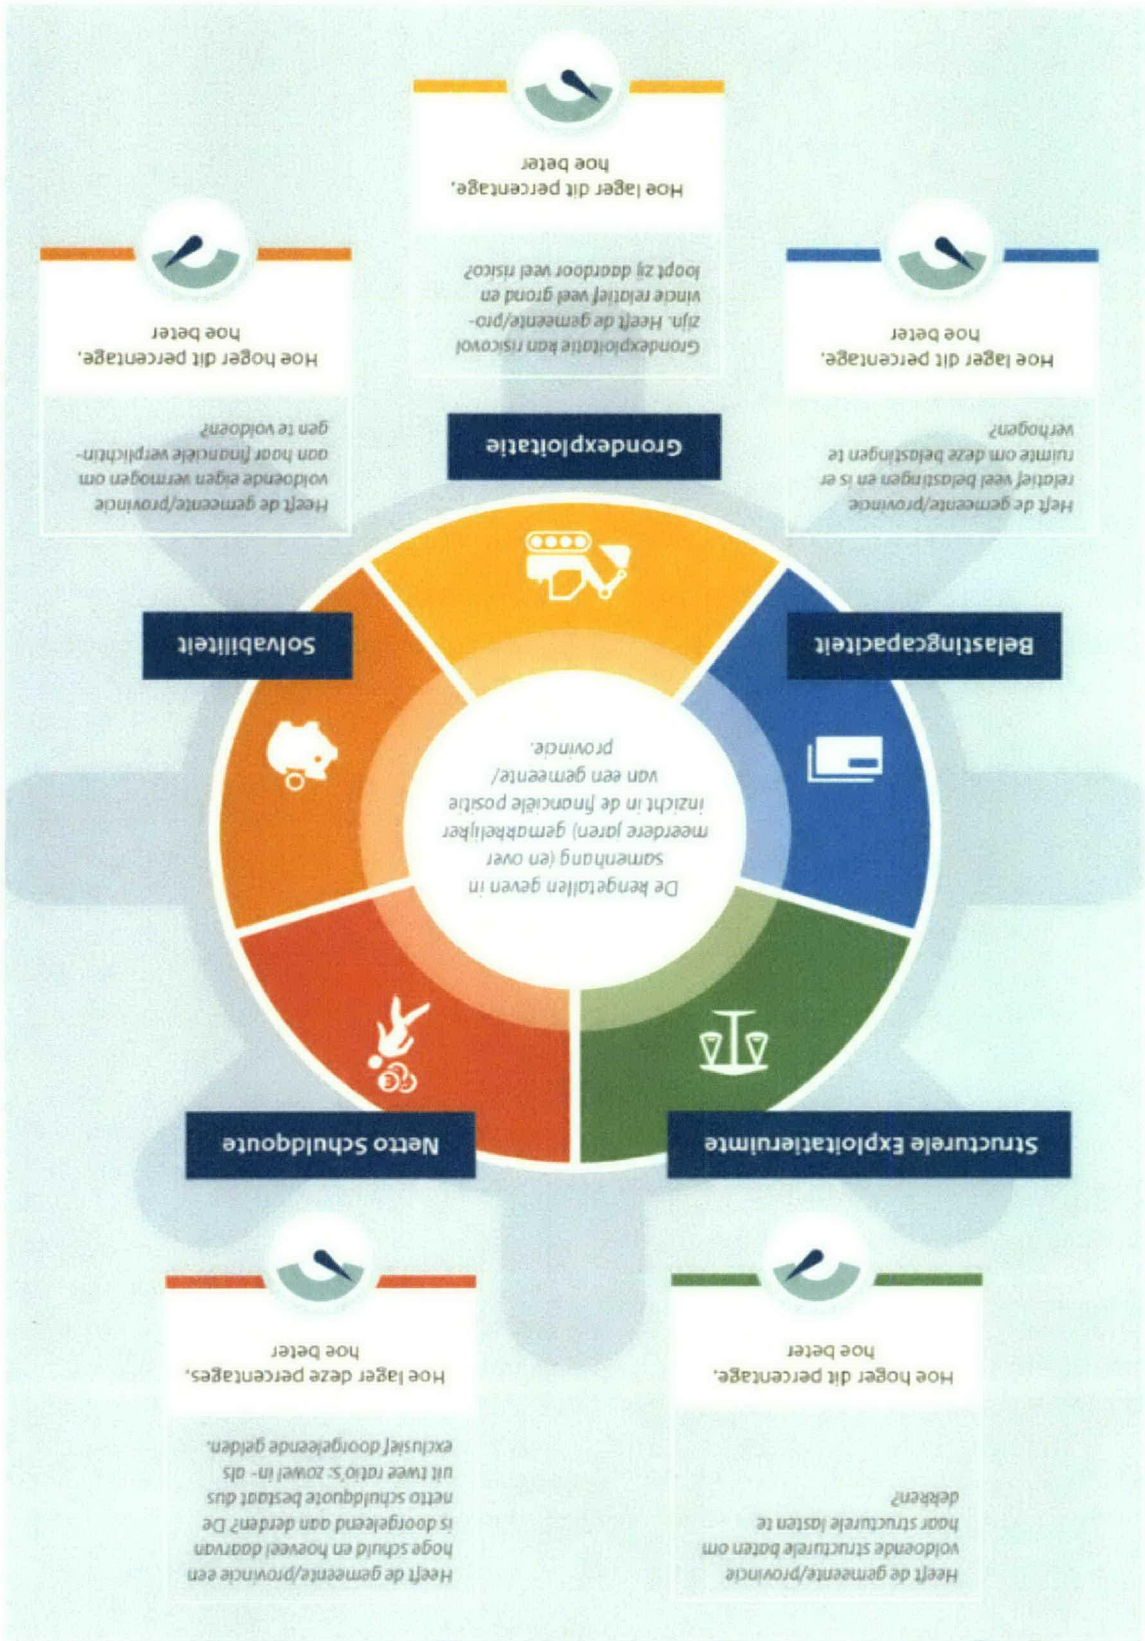 Heeft de gemeente/provincie
voldoende structurele baten om
haar structurele lasten te
dekken?
Hoe hoger dit percentage,
hoe beter
Structurele Exploitatieruimte
Heeft de gemeente/provincie een
hoge schuld en hoeveel daarvan
is doorgeleend aan derden? De
netto schuldquote bestaat dus
uit twee ratio's: zowel in- als
exclusief doorgeleende gelden.
Hoe lager deze percentages,
hoe beter
Netto Schuldqoute
De kengetallen geven in
samenhang (en over
meerdere jaren) gemakkelijker
inzicht in de financiële positie
van een gemeente/
provincie.
Belastingcapaciteit
Heft de gemeente/provincie
relatief veel belastingen en is er
ruimte om deze belastingen te
verhogen?
Hoe lager dit percentage,
hoe beter
Solvabiliteit
Heeft de gemeente/provincie
voldoende eigen vermogen om
aan haar financiële verplichtin-
gen te voldoen?
Hoe hoger dit percentage,
hoe beter
Grondexploitatie
Grondexploitatie kan risicovol
zijn. Heeft de gemeente/pro-
vincie relatief veel grond en
loopt zij daardoor veel risico?
Hoe lager dit percentage,
hoe beter